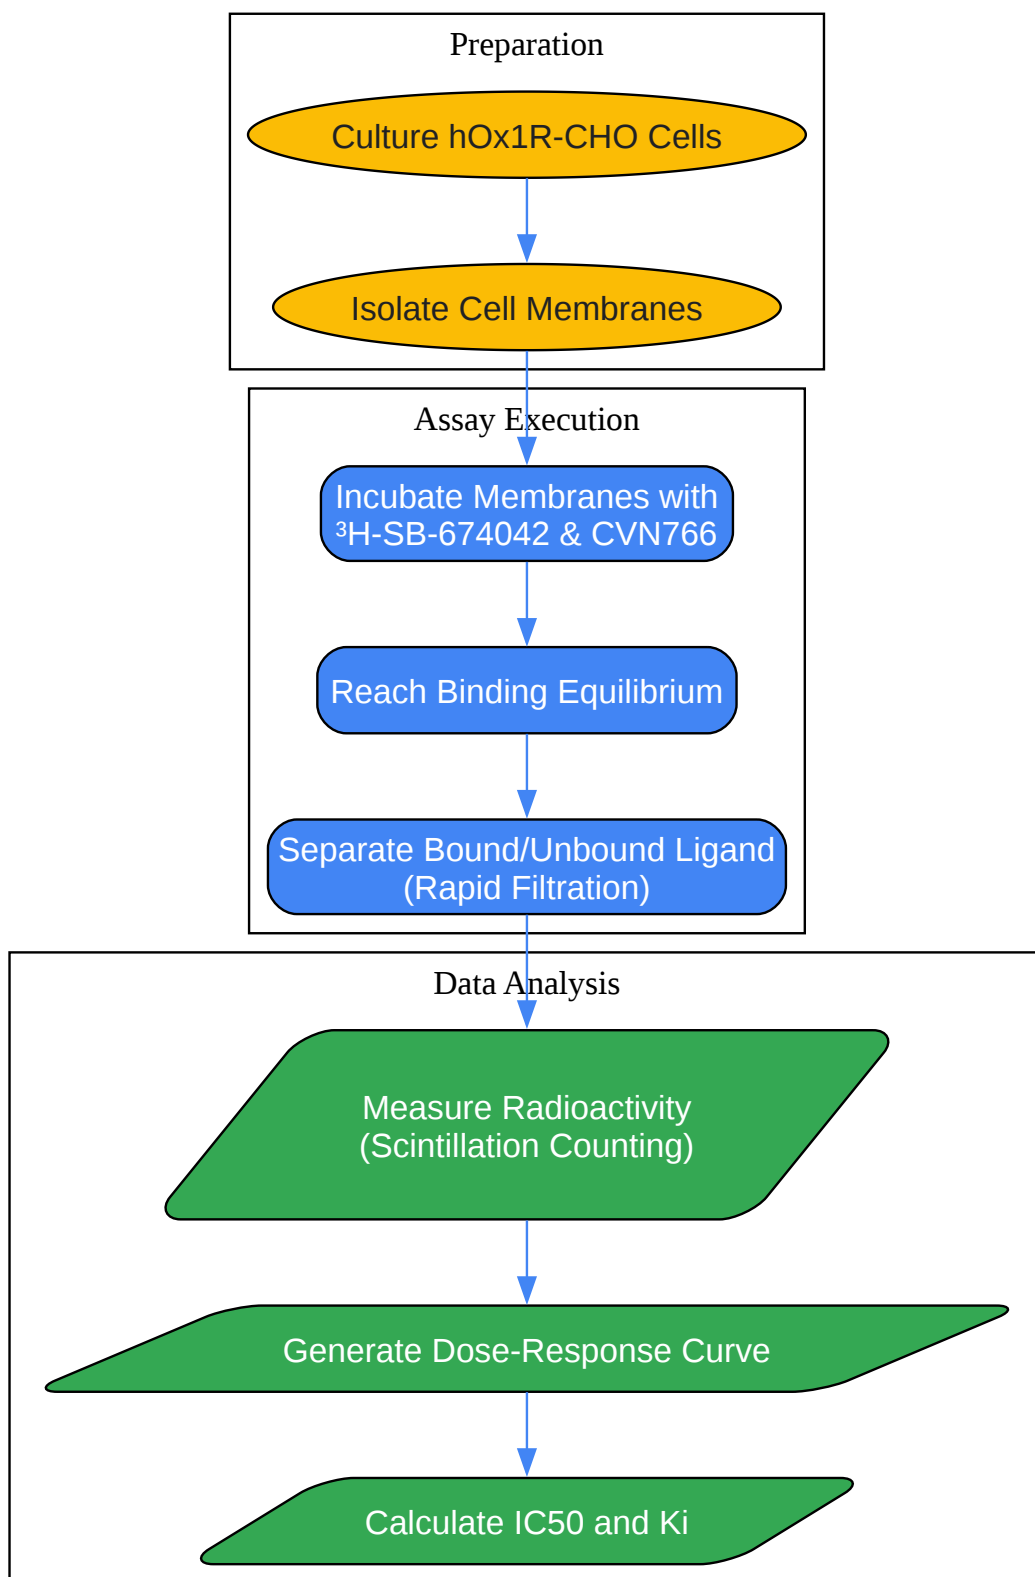 Preparation
Culture hOx1R-CHO Cells
Isolate Cell Membranes
Assay Execution
Incubate Membranes with
³H-SB-674042 & CVN766
Reach Binding Equilibrium
Separate Bound/Unbound Ligand
(Rapid Filtration)
Data Analysis
Measure Radioactivity
(Scintillation Counting)
Generate Dose-Response Curve
Calculate IC50 and Ki